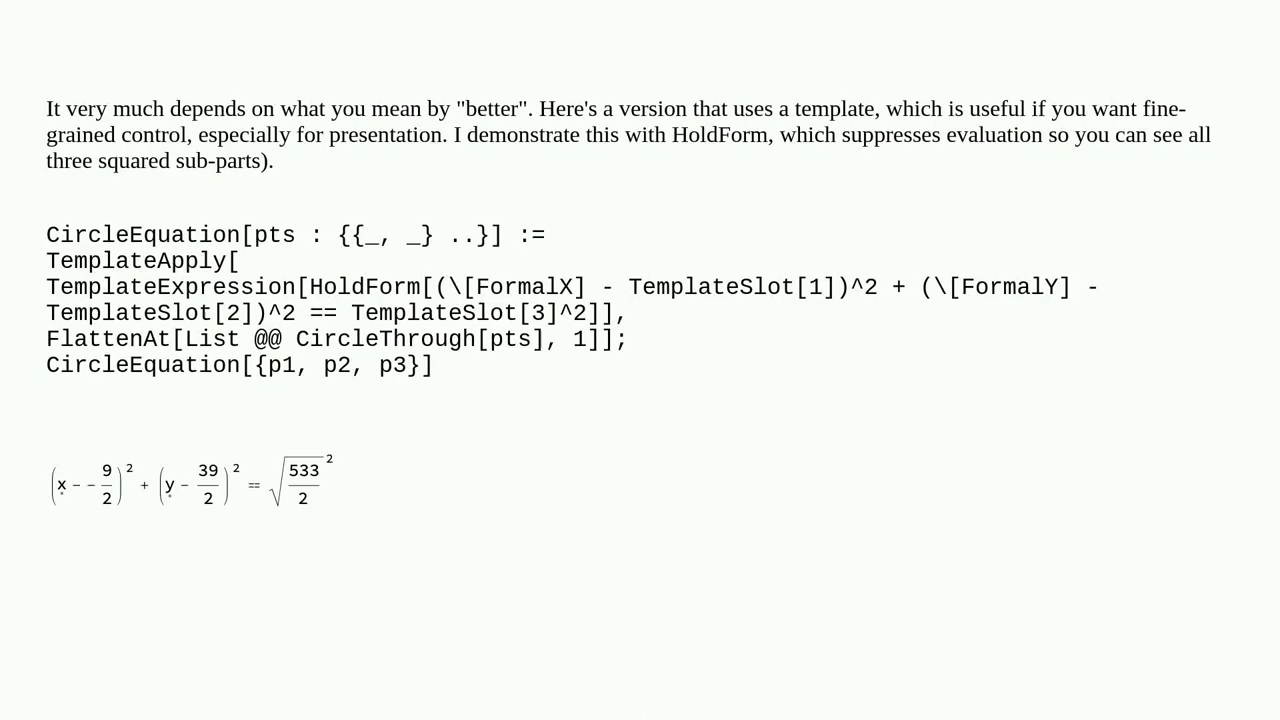 It very much depends on what you mean by "better". Here's a version that uses a template, which is useful if you want fine-
grained control, especially for presentation. I demonstrate this with HoldForm, which suppresses evaluation so you can see all
three squared sub-parts).
CircleEquation[pts : {{_, _} ..}] :=
TemplateApply[
TemplateExpression[HoldForm[(\[FormalX] - TemplateSlot[1])^2 + (\[FormalY] -
TemplateSlot[2])^2 == TemplateSlot[3]^2]],
FlattenAt[List @@ CircleThrough[pts], 1]];
CircleEquation[{p1, p2, p3}]
(x - - 9/2)^2 + (y - 39/2)^2 == √(533/2)^2